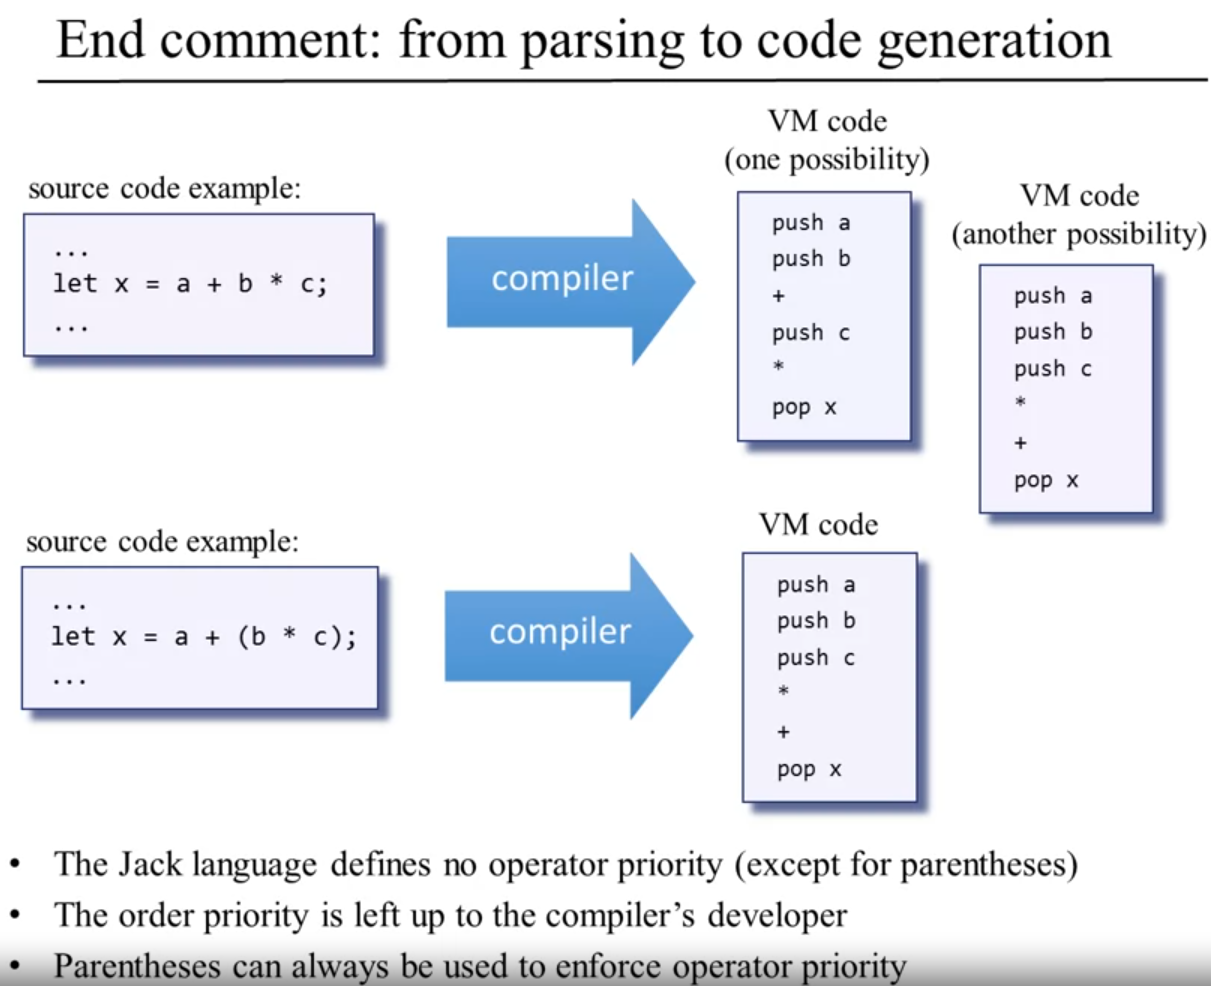 End comment: from parsing to code generation
VM code
(one possibility)
source code example:
...
let x = a + b * c;
...
compiler
push a
push b
+
push c
*
pop x
VM code
(another possibility)
push a
push b
push c
*
+
pop x
source code example:
...
let x = a + (b * c);
...
compiler
VM code
push a
push b
push c
*
+
pop x
• The Jack language defines no operator priority (except for parentheses)
• The order priority is left up to the compiler’s developer
• Parentheses can always be used to enforce operator priority